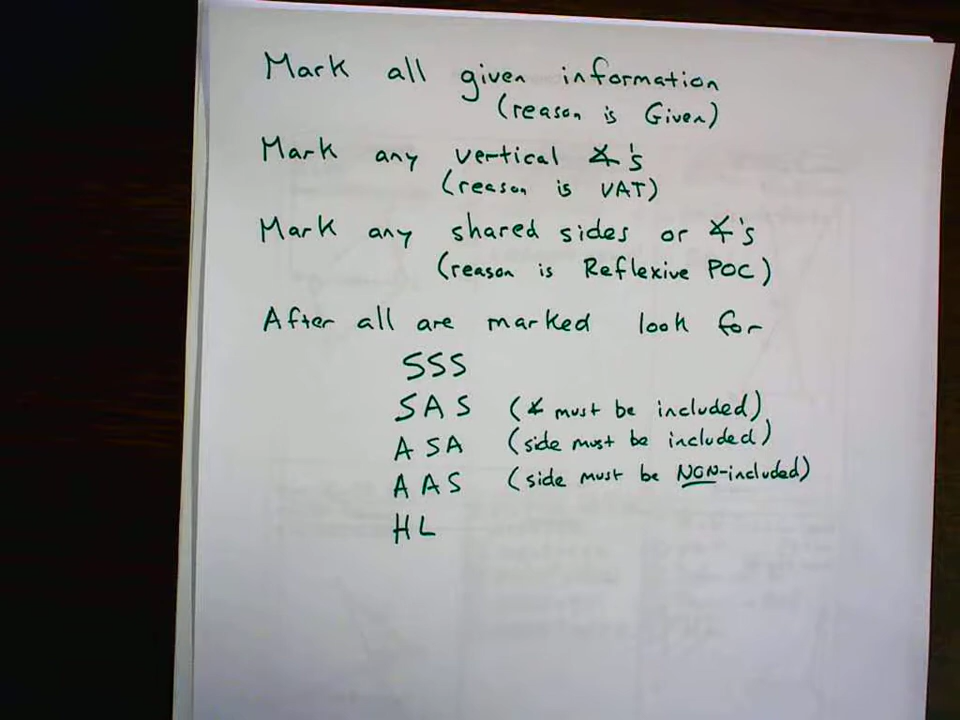 Mark all given information
(reason is Given)
Mark any vertical ∡'s
(reason is VAT)
Mark any shared sides or ∡'s
(reason is Reflexive POC)
After all are marked look for
SSS
SAS (∡ must be included)
ASA (side must be included)
AAS (side must be NON-included)
HL